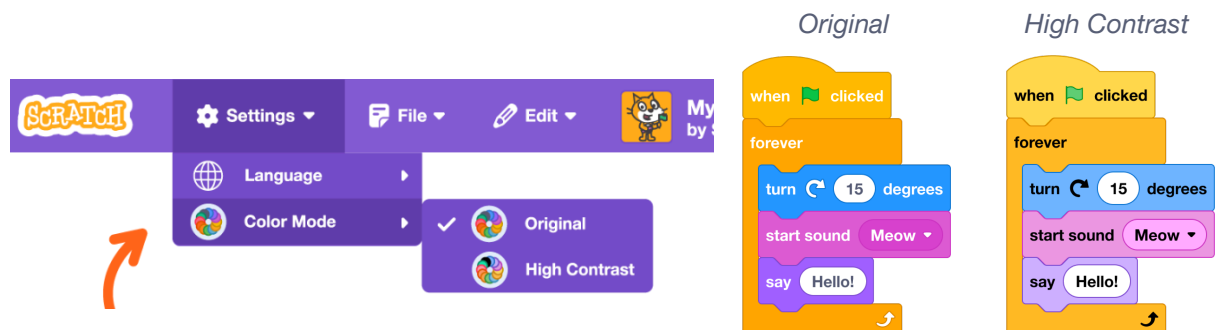 SCRATCH
Settings
File
Edit
My
by S
Language
Color Mode
Original
High Contrast
Original
when clicked
forever
turn 15 degrees
start sound Meow
say Hello!
High Contrast
when clicked
forever
turn 15 degrees
start sound Meow
say Hello!